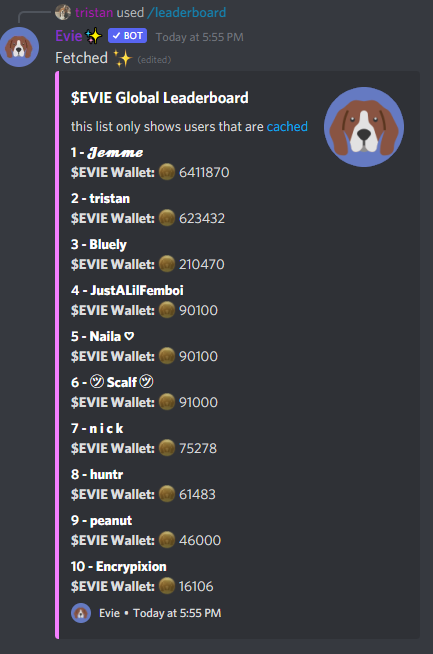 tristan used /leaderboard
Evie✨ ✓ BOT Today at 5:55 PM
Fetched ✨ (edited)
$EVIE Global Leaderboard
this list only shows users that are cached
1 - 𝓙𝓮𝓶𝓶𝓮
$EVIE Wallet: 6411870
2 - tristan
$EVIE Wallet: 623432
3 - Bluely
$EVIE Wallet: 210470
4 - JustALilFemboi
$EVIE Wallet: 90100
5 - Naila ♡
$EVIE Wallet: 90100
6 - ㋡ Scalf ㋡
$EVIE Wallet: 91000
7 - n i c k
$EVIE Wallet: 75278
8 - huntr
$EVIE Wallet: 61483
9 - peanut
$EVIE Wallet: 46000
10 - Encrypixion
$EVIE Wallet: 16106
Evie • Today at 5:55 PM